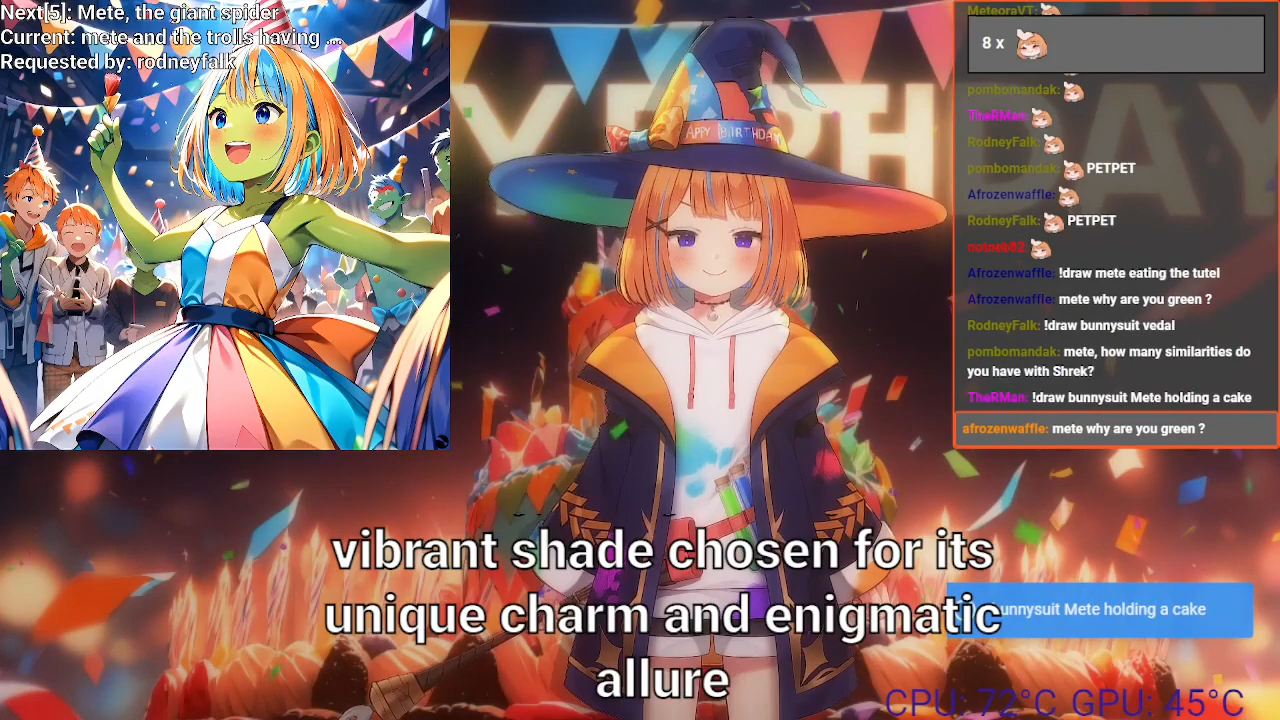 Next[5]: Mete, the giant spider
Current: mete and the trolls having ...
Requested by: rodneyfalk
Y BIRTHDAY
APPY BIRTHDAY
MeteoraVT:
8 x
pombomandak:
TheRMan:
RodneyFalk:
pombomandak: PETPET
Afrozenwaffle:
RodneyFalk: PETPET
notneb82
Afrozenwaffle: !draw mete eating the tutel
Afrozenwaffle: mete why are you green ?
RodneyFalk: !draw bunnysuit vedal
pombomandak: mete, how many similarities do
you have with Shrek?
TheRMan: !draw bunnysuit Mete holding a cake
afrozenwaffle: mete why are you green ?
vibrant shade chosen for its
unique charm and enigmatic
allure
unnysuit Mete holding a cake
CPU: 72°C GPU: 45°C